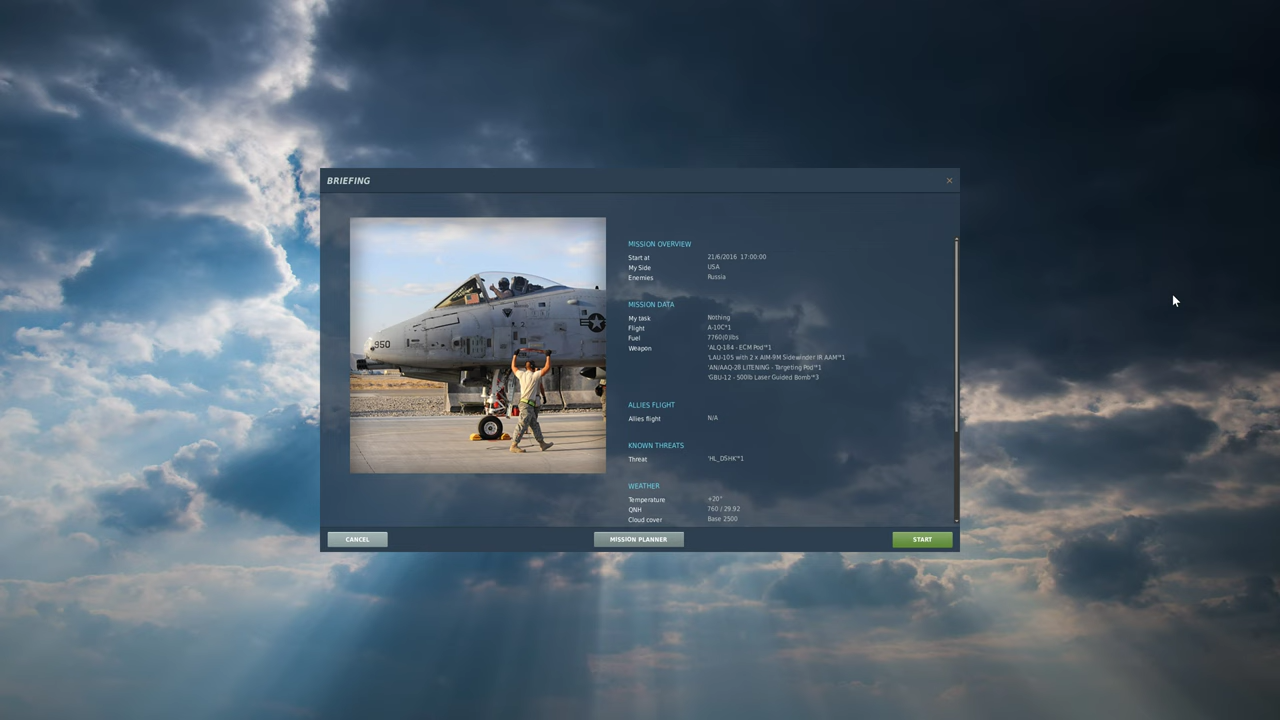 BRIEFING
950
MISSION OVERVIEW
Start at 21/6/2016 17:00:00
My Side USA
Enemies Russia
MISSION DATA
My task Nothing
Flight A-10C*1
Fuel 7760(0)lbs
Weapon 'ALQ-184 - ECM Pod'*1
'LAU-105 with 2 x AIM-9M Sidewinder IR AAM'*1
'AN/AAQ-28 LITENING - Targeting Pod'*1
'GBU-12 - 500lb Laser Guided Bomb'*3
ALLIES FLIGHT
Allies flight N/A
KNOWN THREATS
Threat 'HL_DSHK'*1
WEATHER
Temperature +20°
QNH 760 / 29.92
Cloud cover Base 2500
CANCEL MISSION PLANNER START